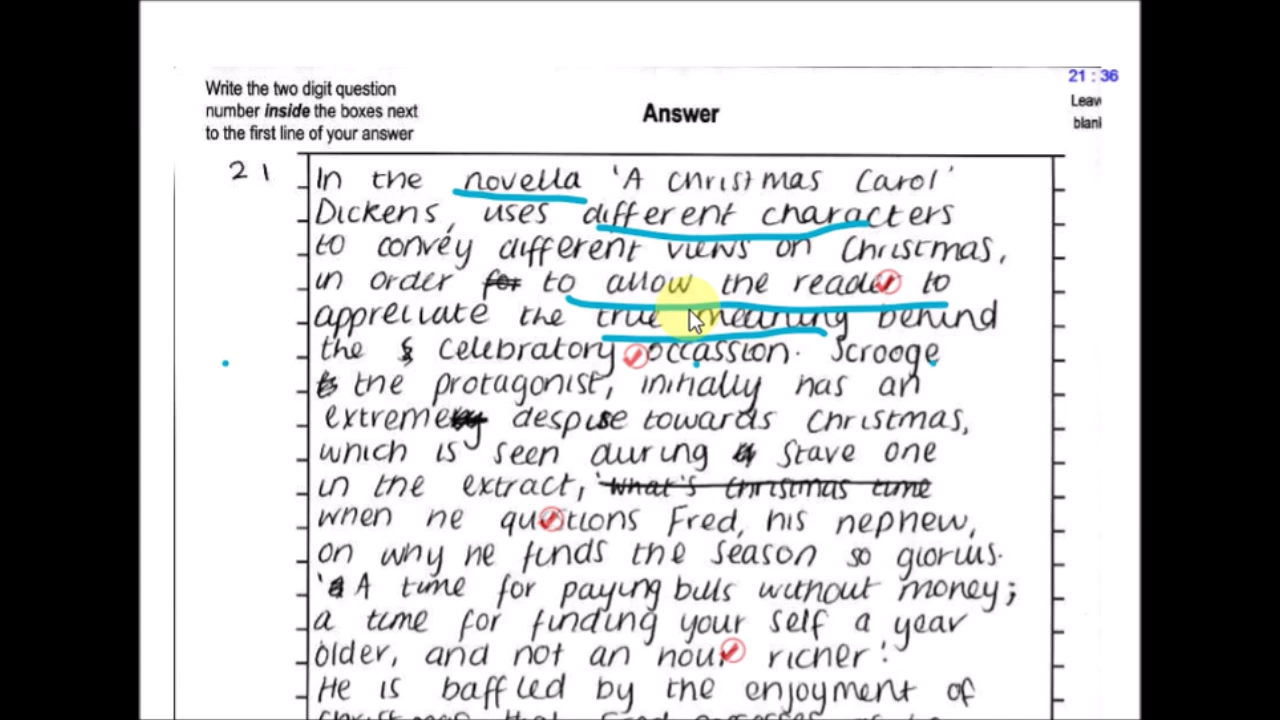 Write the two digit question
number inside the boxes next
to the first line of your answer
Answer
21 : 36
Leav
blanl
21
In the novella 'A Christmas Carol'
Dickens, uses different characters
to convey different views on Christmas,
in order for to allow the reader to
appreciate the true meaning behind
the celebratory occassion. Scrooge
the protagonist, initially has an
extreme despise towards Christmas,
which is seen during Stave one
in the extract, 'what's Christmas time
when he questions Fred, his nephew,
on why he finds the season so glorius.
'A time for paying bills without money;
a time for finding your self a year
older, and not an hour richer'
He is baffled by the enjoyment of